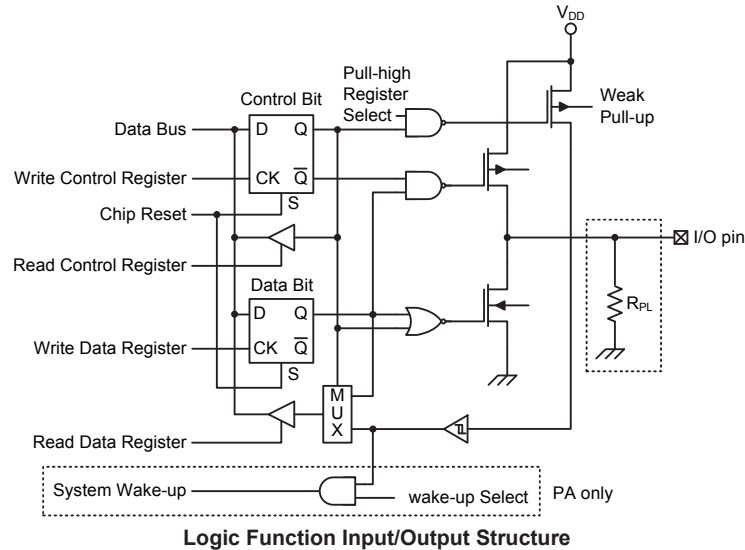 V_DD
Pull-high
Register
Select
Control Bit
Weak
Pull-up
Data Bus
D Q
Write Control Register
CK Q̅
S
Chip Reset
I/O pin
Read Control Register
R_PL
Data Bit
D Q
Write Data Register
CK Q̅
S
M
U
X
Read Data Register
System Wake-up
wake-up Select
PA only
Logic Function Input/Output Structure